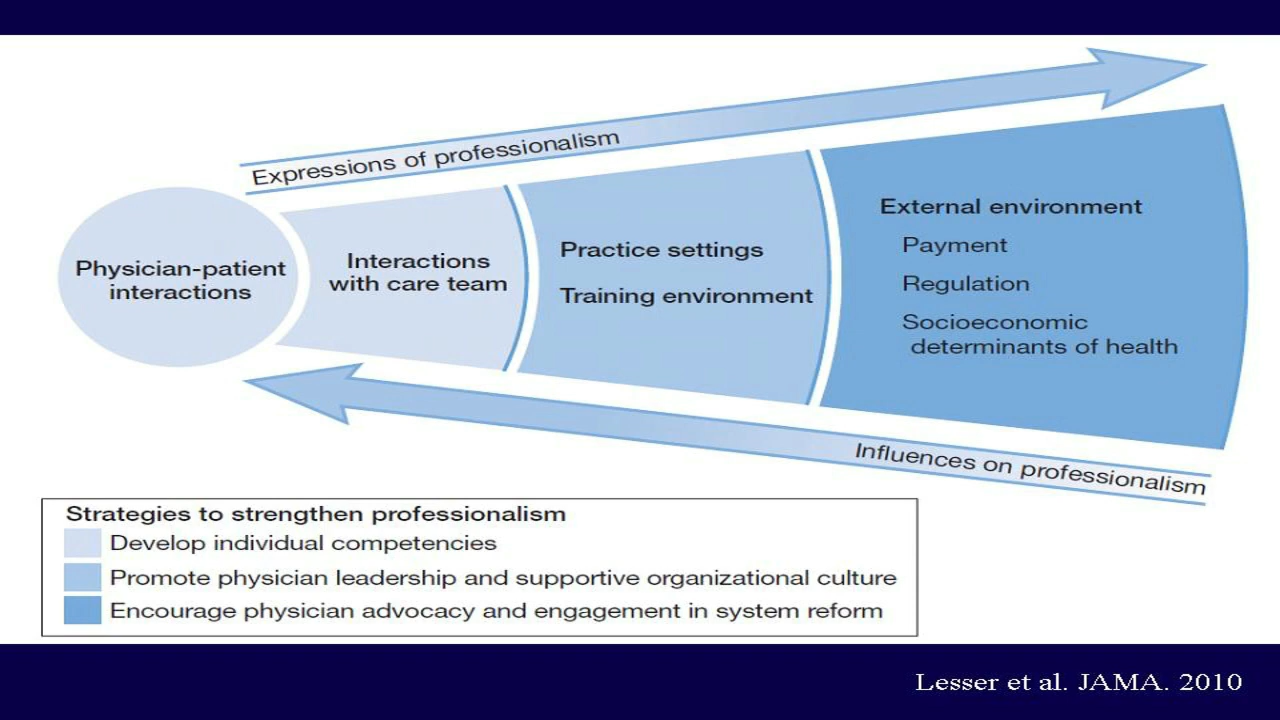 Expressions of professionalism
Physician-patient
interactions
Interactions
with care team
Practice settings
Training environment
External environment
Payment
Regulation
Socioeconomic
determinants of health
Influences on professionalism
Strategies to strengthen professionalism
Develop individual competencies
Promote physician leadership and supportive organizational culture
Encourage physician advocacy and engagement in system reform
Lesser et al. JAMA. 2010